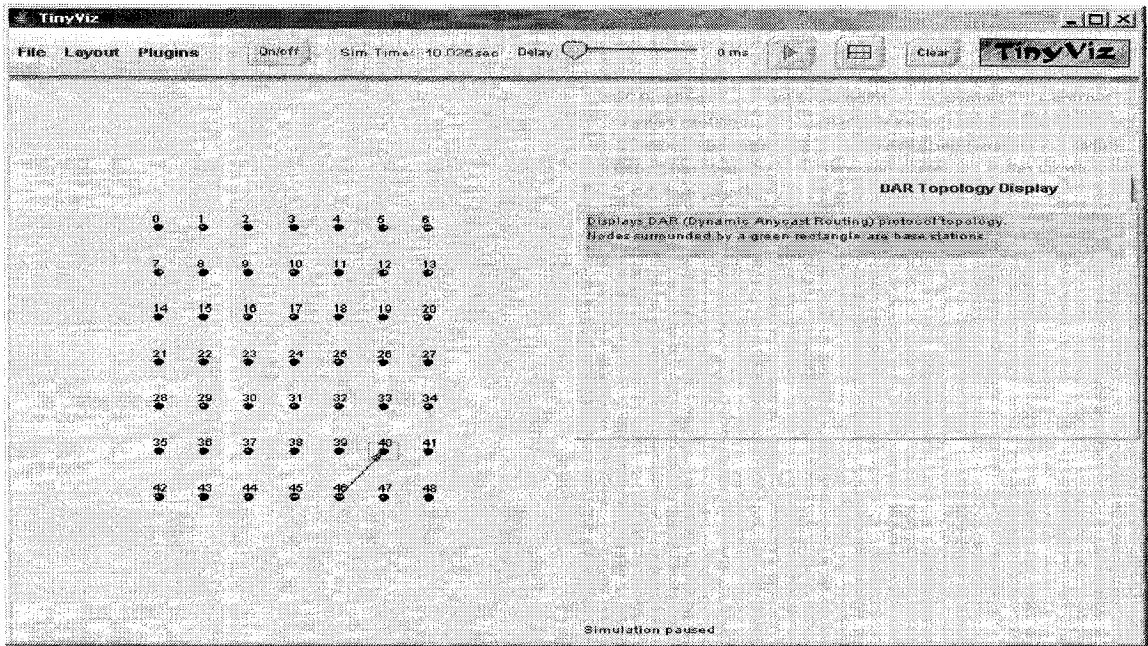 TinyViz
File Layout Plugins On/off Sim Time: 10.026sec Delay 0 ms Clear TinyViz
DAR Topology Display
Displays DAR (Dynamic Anycast Routing) protocol topology.
Nodes surrounded by a green rectangle are base stations
0 1 2 3 4 5 6
7 8 9 10 11 12 13
14 15 16 17 18 19 20
21 22 23 24 25 26 27
28 29 30 31 32 33 34
35 36 37 38 39 40 41
42 43 44 45 46 47 48
Simulation paused